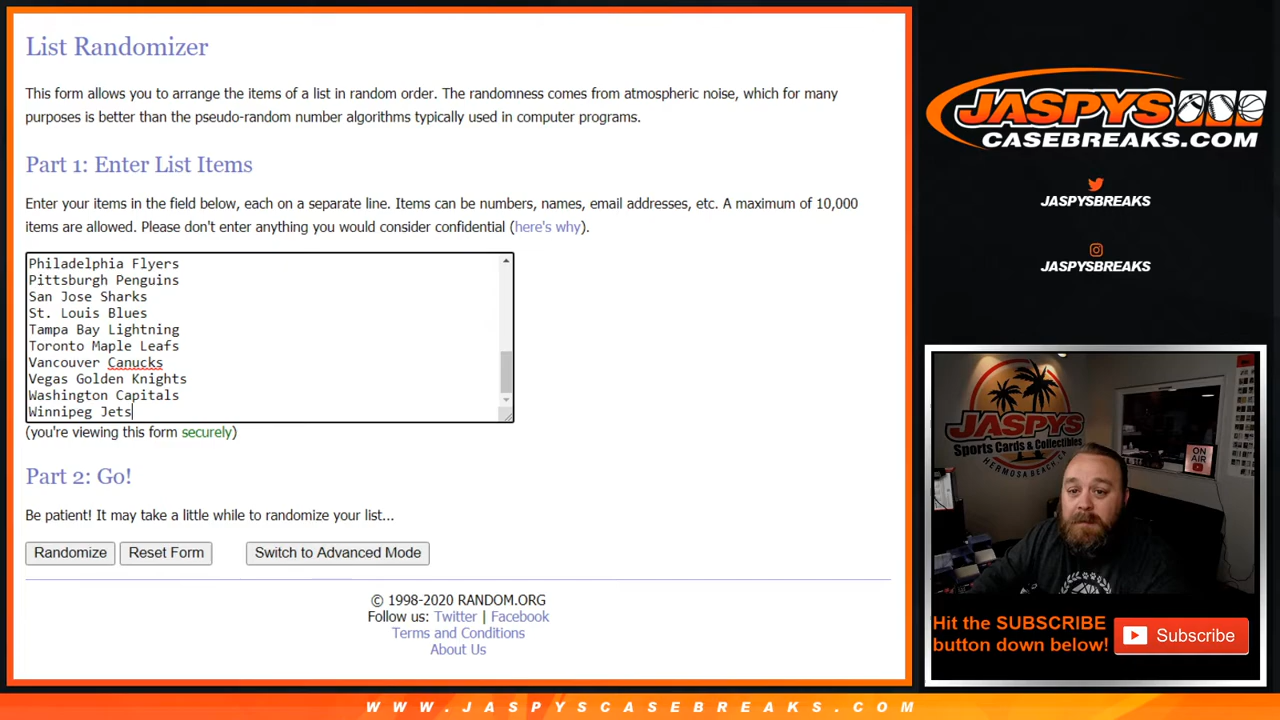 List Randomizer
This form allows you to arrange the items of a list in random order. The randomness comes from atmospheric noise, which for many
purposes is better than the pseudo-random number algorithms typically used in computer programs.
Part 1: Enter List Items
Enter your items in the field below, each on a separate line. Items can be numbers, names, email addresses, etc. A maximum of 10,000
items are allowed. Please don't enter anything you would consider confidential (here's why).
Philadelphia Flyers
Pittsburgh Penguins
San Jose Sharks
St. Louis Blues
Tampa Bay Lightning
Toronto Maple Leafs
Vancouver Canucks
Vegas Golden Knights
Washington Capitals
Winnipeg Jets
(you're viewing this form securely)
Part 2: Go!
Be patient! It may take a little while to randomize your list...
Randomize
Reset Form
Switch to Advanced Mode
© 1998-2020 RANDOM.ORG
Follow us: Twitter | Facebook
Terms and Conditions
About Us
JASPYS
CASEBREAKS.COM
JASPYSBREAKS
JASPYSBREAKS
JASPYS
Sports Cards & Collectibles
HERMOSA BEACH, CA
ON
AIR
Hit the SUBSCRIBE
button down below!
Subscribe
WWW.JASPYSCASEBREAKS.COM